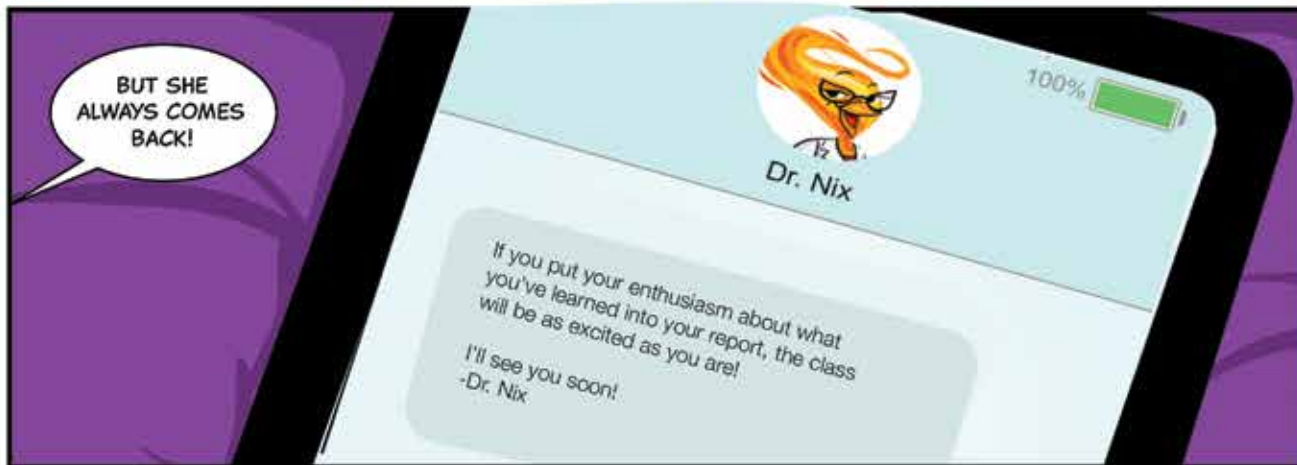 BUT SHE
ALWAYS COMES
BACK!
100%
Dr. Nix
If you put your enthusiasm about what
you've learned into your report, the class
will be as excited as you are!
I'll see you soon!
-Dr. Nix